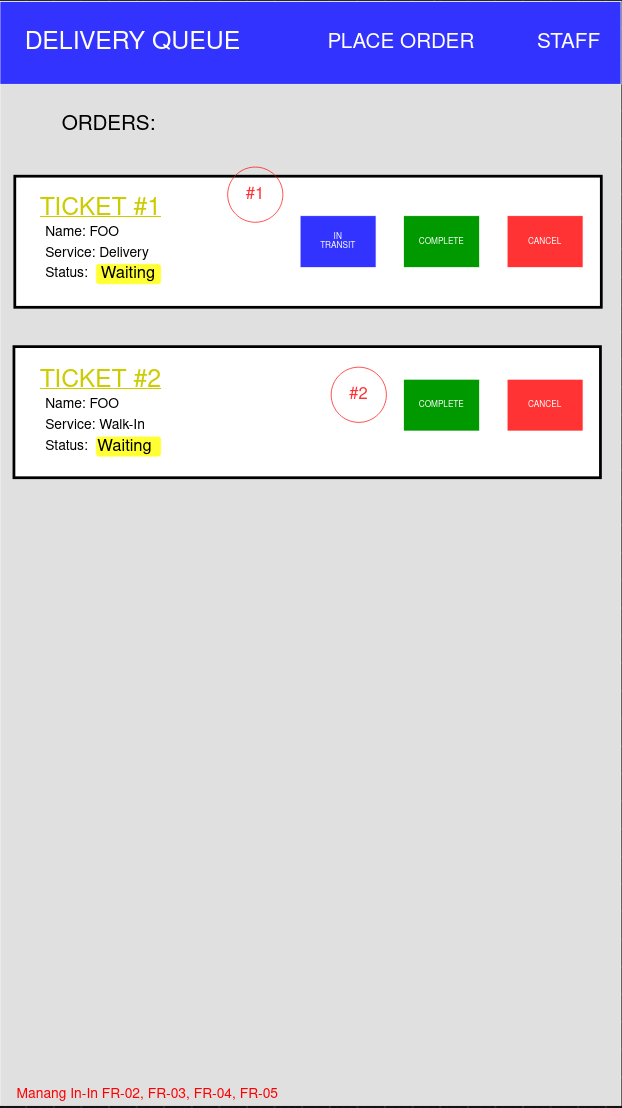 DELIVERY QUEUE PLACE ORDER STAFF
ORDERS:
#1
TICKET #1
Name: FOO
Service: Delivery
Status: Waiting
IN
TRANSIT
COMPLETE
CANCEL
TICKET #2
Name: FOO
Service: Walk-In
Status: Waiting
#2
COMPLETE
CANCEL
Manang In-In FR-02, FR-03, FR-04, FR-05